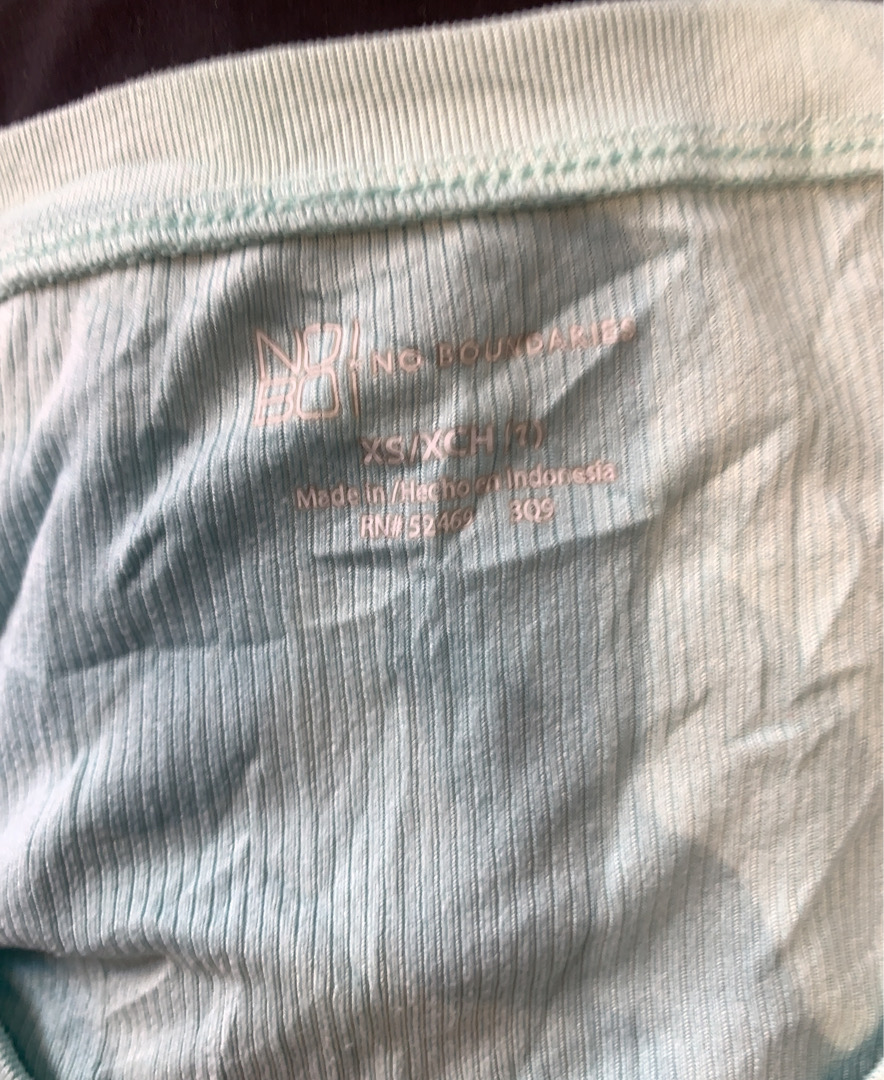 NO
BO
NO BOUNDARIES
XS/XCH (1)
Made in/Hecho en Indonesia
RN# 52469 3Q9